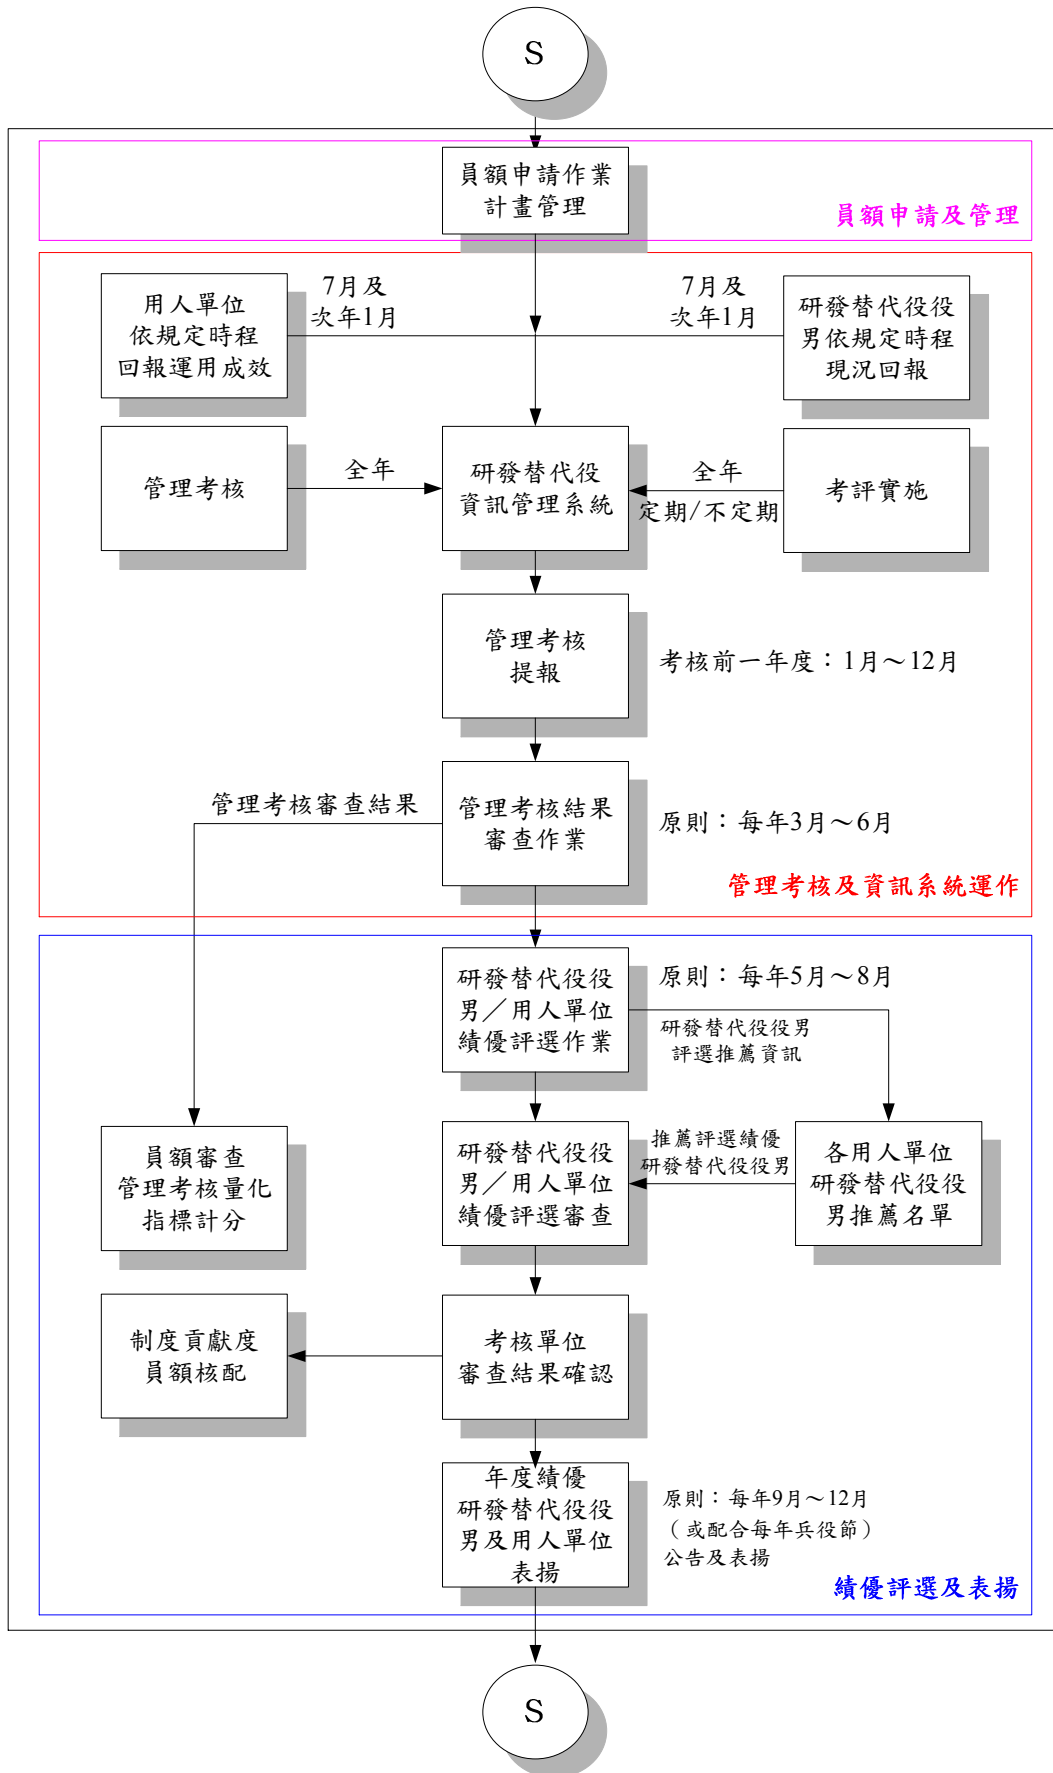 S
員額申請作業
計畫管理
員額申請及管理
用人單位
依規定時程
回報運用成效
7月及
次年1月
7月及
次年1月
研發替代役役
男依規定時程
現況回報
管理考核
全年
研發替代役
資訊管理系統
全年
定期/不定期
考評實施
管理考核
提報
考核前一年度：1月～12月
管理考核審查結果
管理考核結果
審查作業
原則：每年3月～6月
管理考核及資訊系統運作
研發替代役役
男／用人單位
績優評選作業
原則：每年5月～8月
研發替代役役男
評選推薦資訊
員額審查
管理考核量化
指標計分
研發替代役役
男／用人單位
績優評選審查
推薦評選績優
研發替代役役男
各用人單位
研發替代役役
男推薦名單
制度貢獻度
員額核配
考核單位
審查結果確認
年度績優
研發替代役役
男及用人單位
表揚
原則：每年9月～12月
（或配合每年兵役節）
公告及表揚
績優評選及表揚
S